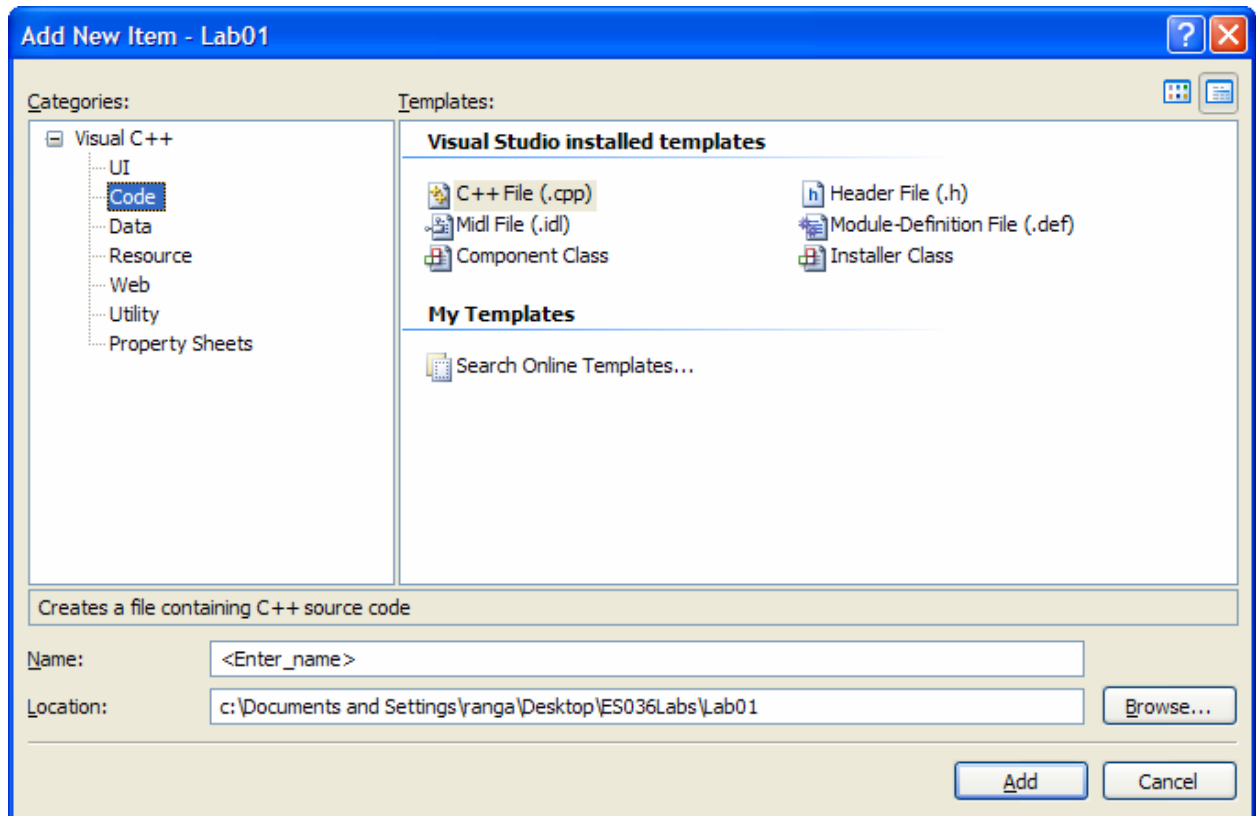 Add New Item - Lab01
Categories:
Templates:
Visual C++
UI
Code
Data
Resource
Web
Utility
Property Sheets
Visual Studio installed templates
C++ File (.cpp)
Header File (.h)
Midl File (.idl)
Module-Definition File (.def)
Component Class
Installer Class
My Templates
Search Online Templates...
Creates a file containing C++ source code
Name:
<Enter_name>
Location:
c:\Documents and Settings\ranga\Desktop\ES036Labs\Lab01
Browse...
Add
Cancel